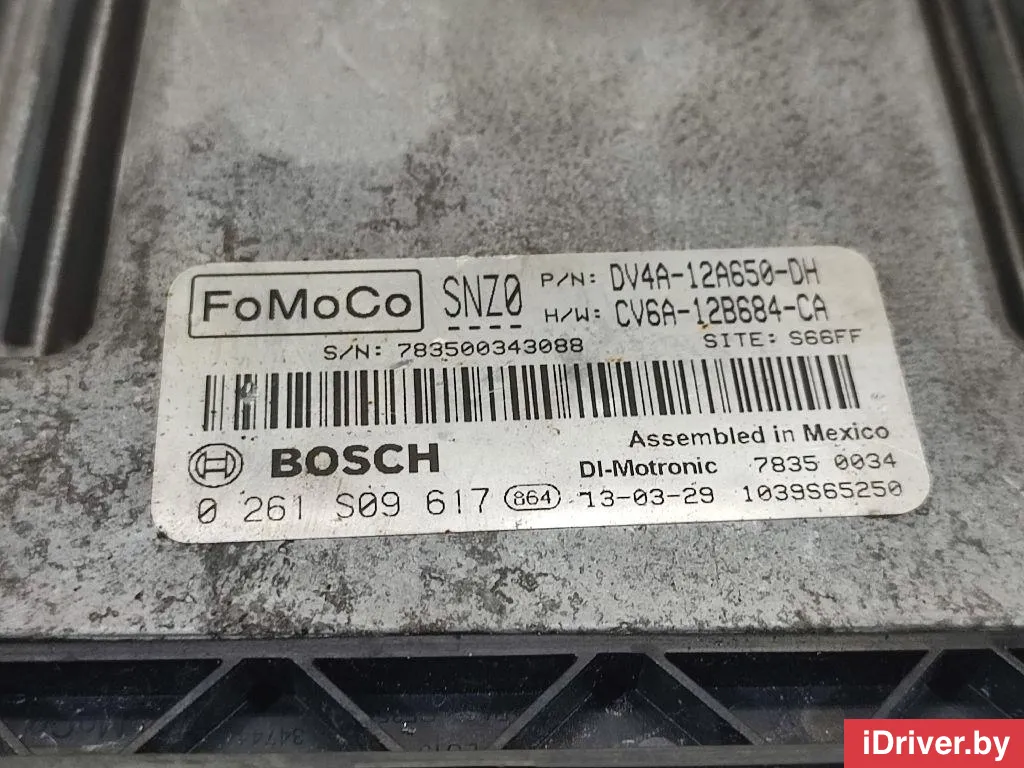 FoMoCo SNZ0 P/N: DV4A-12A650-DH
H/W: CV6A-12B684-CA
S/N: 783500343088 SITE: S66FF
Assembled in Mexico
BOSCH DI-Motronic 7835 0034
0 261 S09 617 864 13-03-29 1039S65250
iDriver.by